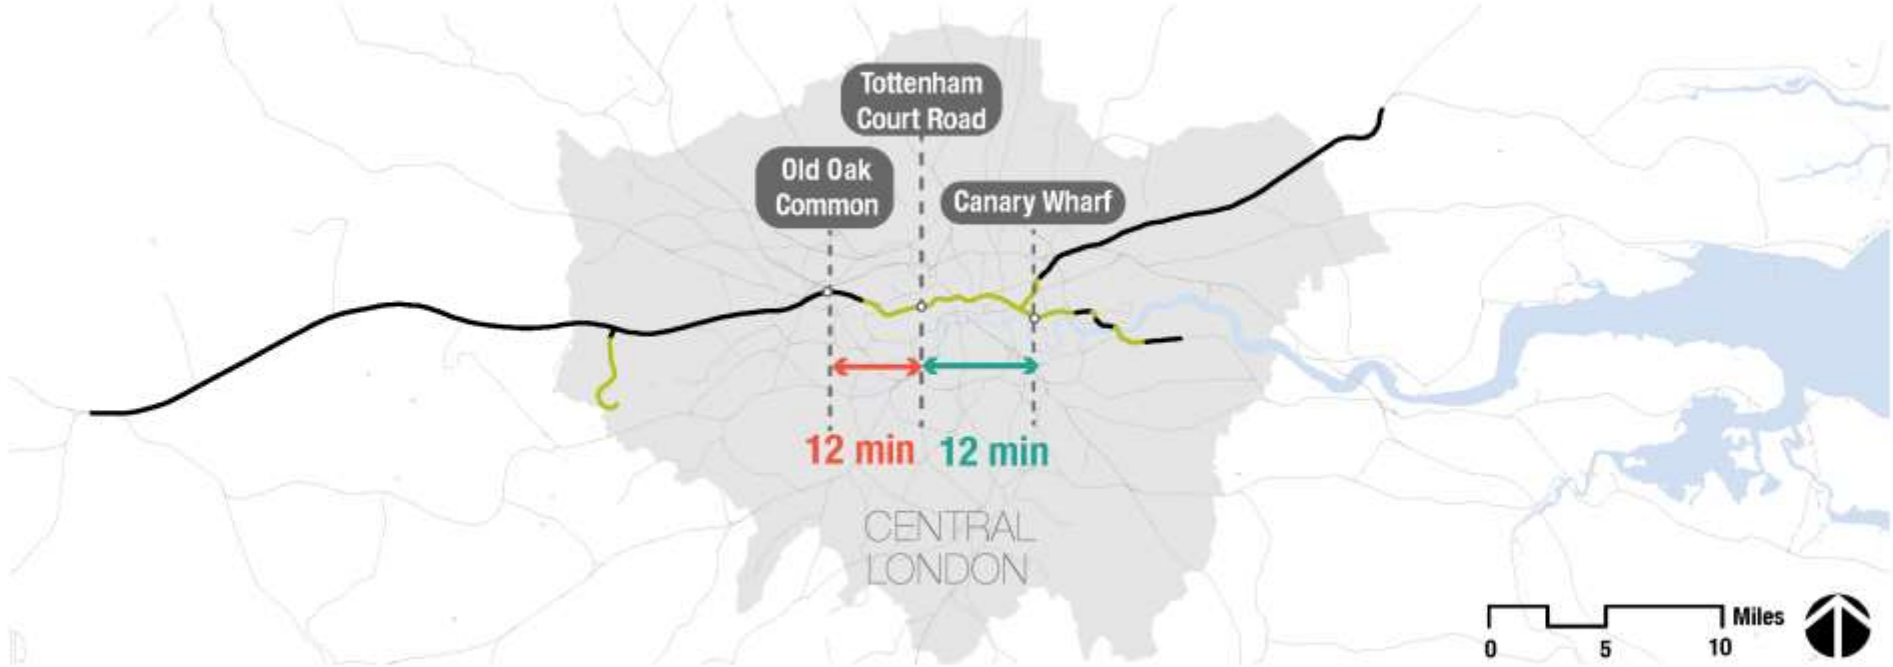 Tottenham
Court Road
Old Oak
Common
Canary Wharf
12 min
12 min
CENTRAL
LONDON
Miles
0
5
10